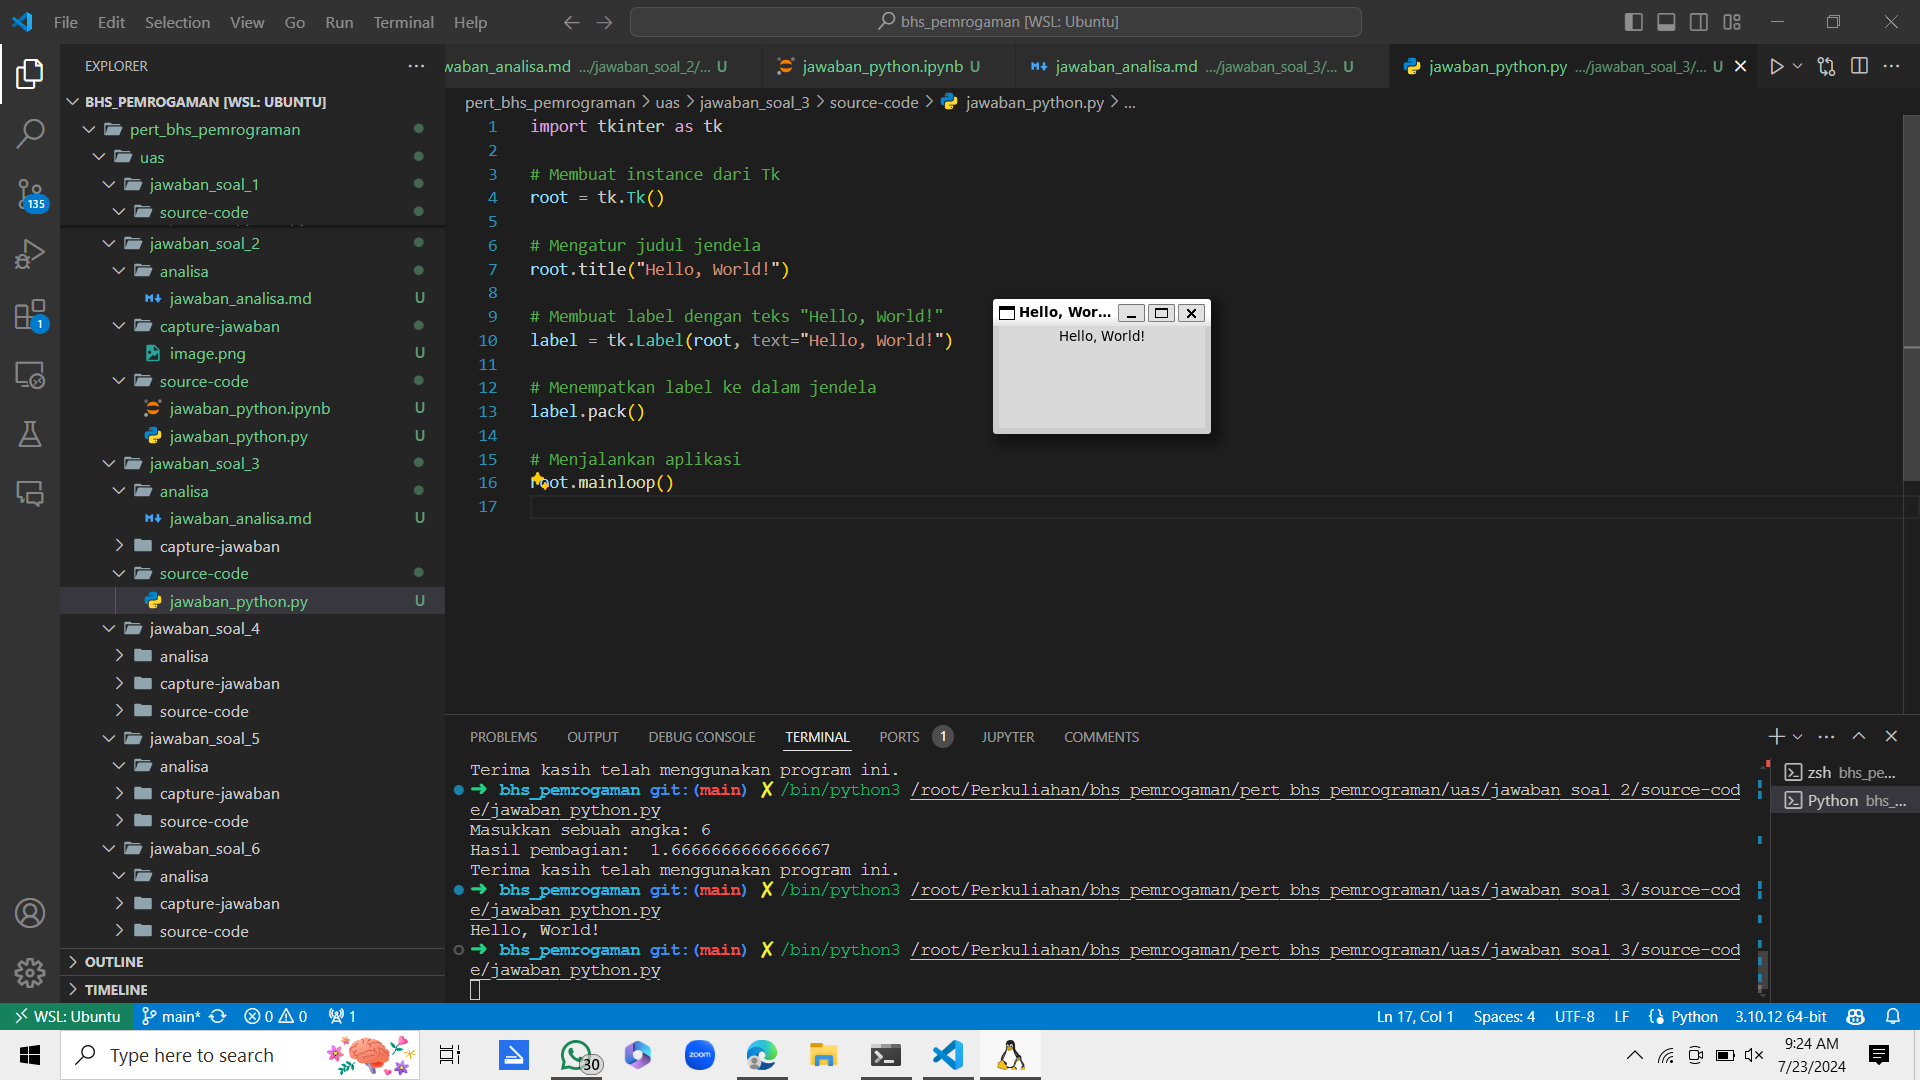 File Edit Selection View Go Run Terminal Help
bhs_pemrogaman [WSL: Ubuntu]
EXPLORER
BHS_PEMROGAMAN [WSL: UBUNTU]
pert_bhs_pemrograman
uas
jawaban_soal_1
source-code
jawaban_soal_2
analisa
jawaban_analisa.md U
capture-jawaban
image.png U
source-code
jawaban_python.ipynb U
jawaban_python.py U
jawaban_soal_3
analisa
jawaban_analisa.md U
capture-jawaban
source-code
jawaban_python.py U
jawaban_soal_4
analisa
capture-jawaban
source-code
jawaban_soal_5
analisa
capture-jawaban
source-code
jawaban_soal_6
analisa
capture-jawaban
source-code
OUTLINE
TIMELINE
135
1
waban_analisa.md .../jawaban_soal_2/... U
jawaban_python.ipynb U
jawaban_analisa.md .../jawaban_soal_3/... U
jawaban_python.py .../jawaban_soal_3/... U
pert_bhs_pemrograman > uas > jawaban_soal_3 > source-code > jawaban_python.py > ...
1 import tkinter as tk
2
3 # Membuat instance dari Tk
4 root = tk.Tk()
5
6 # Mengatur judul jendela
7 root.title("Hello, World!")
8
9 # Membuat label dengan teks "Hello, World!"
10 label = tk.Label(root, text="Hello, World!")
11
12 # Menempatkan label ke dalam jendela
13 label.pack()
14
15 # Menjalankan aplikasi
16 root.mainloop()
17
Hello, Wor...
Hello, World!
PROBLEMS OUTPUT DEBUG CONSOLE TERMINAL PORTS 1 JUPYTER COMMENTS
Terima kasih telah menggunakan program ini.
➜ bhs_pemrogaman git:(main) ✗ /bin/python3 /root/Perkuliahan/bhs_pemrogaman/pert_bhs_pemrograman/uas/jawaban_soal_2/source-cod
e/jawaban_python.py
Masukkan sebuah angka: 6
Hasil pembagian:  1.6666666666666667
Terima kasih telah menggunakan program ini.
➜ bhs_pemrogaman git:(main) ✗ /bin/python3 /root/Perkuliahan/bhs_pemrogaman/pert_bhs_pemrograman/uas/jawaban_soal_3/source-cod
e/jawaban_python.py
Hello, World!
➜ bhs_pemrogaman git:(main) ✗ /bin/python3 /root/Perkuliahan/bhs_pemrogaman/pert_bhs_pemrograman/uas/jawaban_soal_3/source-cod
e/jawaban_python.py
zsh bhs_pe...
Python bhs_...
WSL: Ubuntu main* 0 0 1
Ln 17, Col 1 Spaces: 4 UTF-8 LF Python 3.10.12 64-bit
Type here to search
30
zoom
9:24 AM
7/23/2024